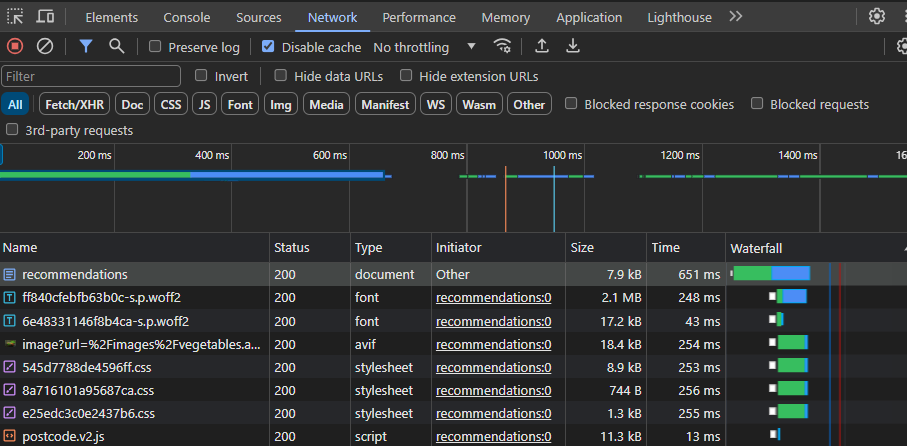 Elements Console Sources Network Performance Memory Application Lighthouse
Preserve log Disable cache No throttling
Filter Invert Hide data URLs Hide extension URLs
All Fetch/XHR Doc CSS JS Font Img Media Manifest WS Wasm Other Blocked response cookies Blocked requests
3rd-party requests
200 ms 400 ms 600 ms 800 ms 1000 ms 1200 ms 1400 ms 16
Name Status Type Initiator Size Time Waterfall
recommendations 200 document Other 7.9 kB 651 ms
ff840cfebfb63b0c-s.p.woff2 200 font recommendations:0 2.1 MB 248 ms
6e48331146f8b4ca-s.p.woff2 200 font recommendations:0 17.2 kB 43 ms
image?url=%2Fimages%2Fvegetables.a... 200 avif recommendations:0 18.4 kB 254 ms
545d7788de4596ff.css 200 stylesheet recommendations:0 8.9 kB 253 ms
8a716101a95687ca.css 200 stylesheet recommendations:0 744 B 256 ms
e25edc3c0e2437b6.css 200 stylesheet recommendations:0 1.3 kB 255 ms
postcode.v2.js 200 script recommendations:0 11.3 kB 13 ms